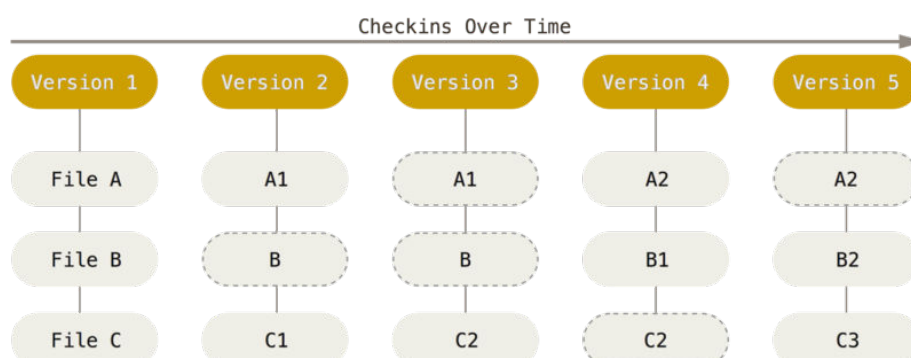 Checkins Over Time
Version 1 Version 2 Version 3 Version 4 Version 5
File A A1 A1 A2 A2
File B B B B1 B2
File C C1 C2 C2 C3